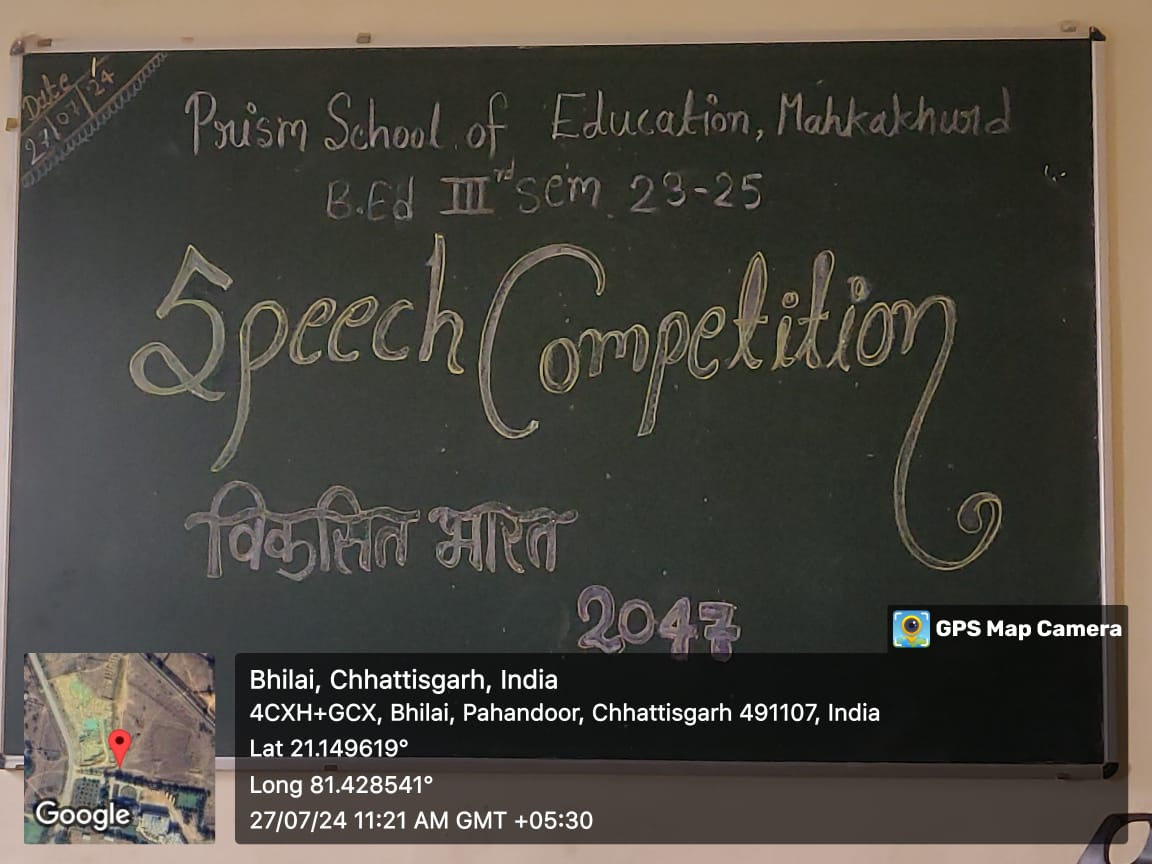 Date
27/07/24
Prism School of Education, Mahkakhurd
B.Ed IIIrd Sem 23-25
Speech Competition
विकसित भारत
2047
GPS Map Camera
Bhilai, Chhattisgarh, India
4CXH+GCX, Bhilai, Pahandoor, Chhattisgarh 491107, India
Lat 21.149619°
Long 81.428541°
27/07/24 11:21 AM GMT +05:30
Google